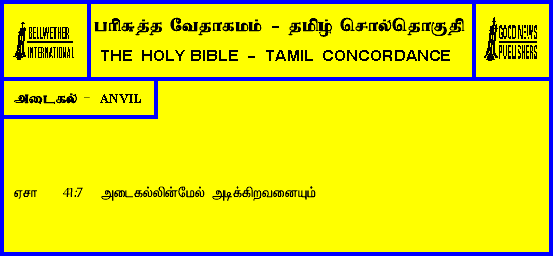 BELLWETHER
INTERNATIONAL
பரிசுத்த வேதாகமம் - தமிழ் சொல்தொகுதி
THE HOLY BIBLE - TAMIL CONCORDANCE
GOOD NEWS
PUBLISHERS
அடைகல் - ANVIL
ஏசா 41:7 அடைகல்லின்மேல் அடிக்கிறவனையும்